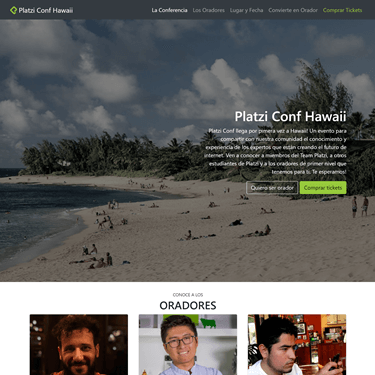 Platzi Conf Hawaii
La Conferencia Los Oradores Lugar y Fecha Convierte en Orador Comprar Tickets
Platzi Conf Hawaii
Platzi Conf llega por pimera vez a Hawaii! Un evento para
compartir con nuestra comunidad el conocimiento y
experiencia de los expertos que están creando el futuro de
internet. Ven a conocer a miembros del Team Platzi, a otros
estudiantes de Platzi y a los oradores de primer nivel que
tenemos para ti. Te esperamos!
Quiero ser orador
Comprar tickets
CONOCE A LOS
ORADORES